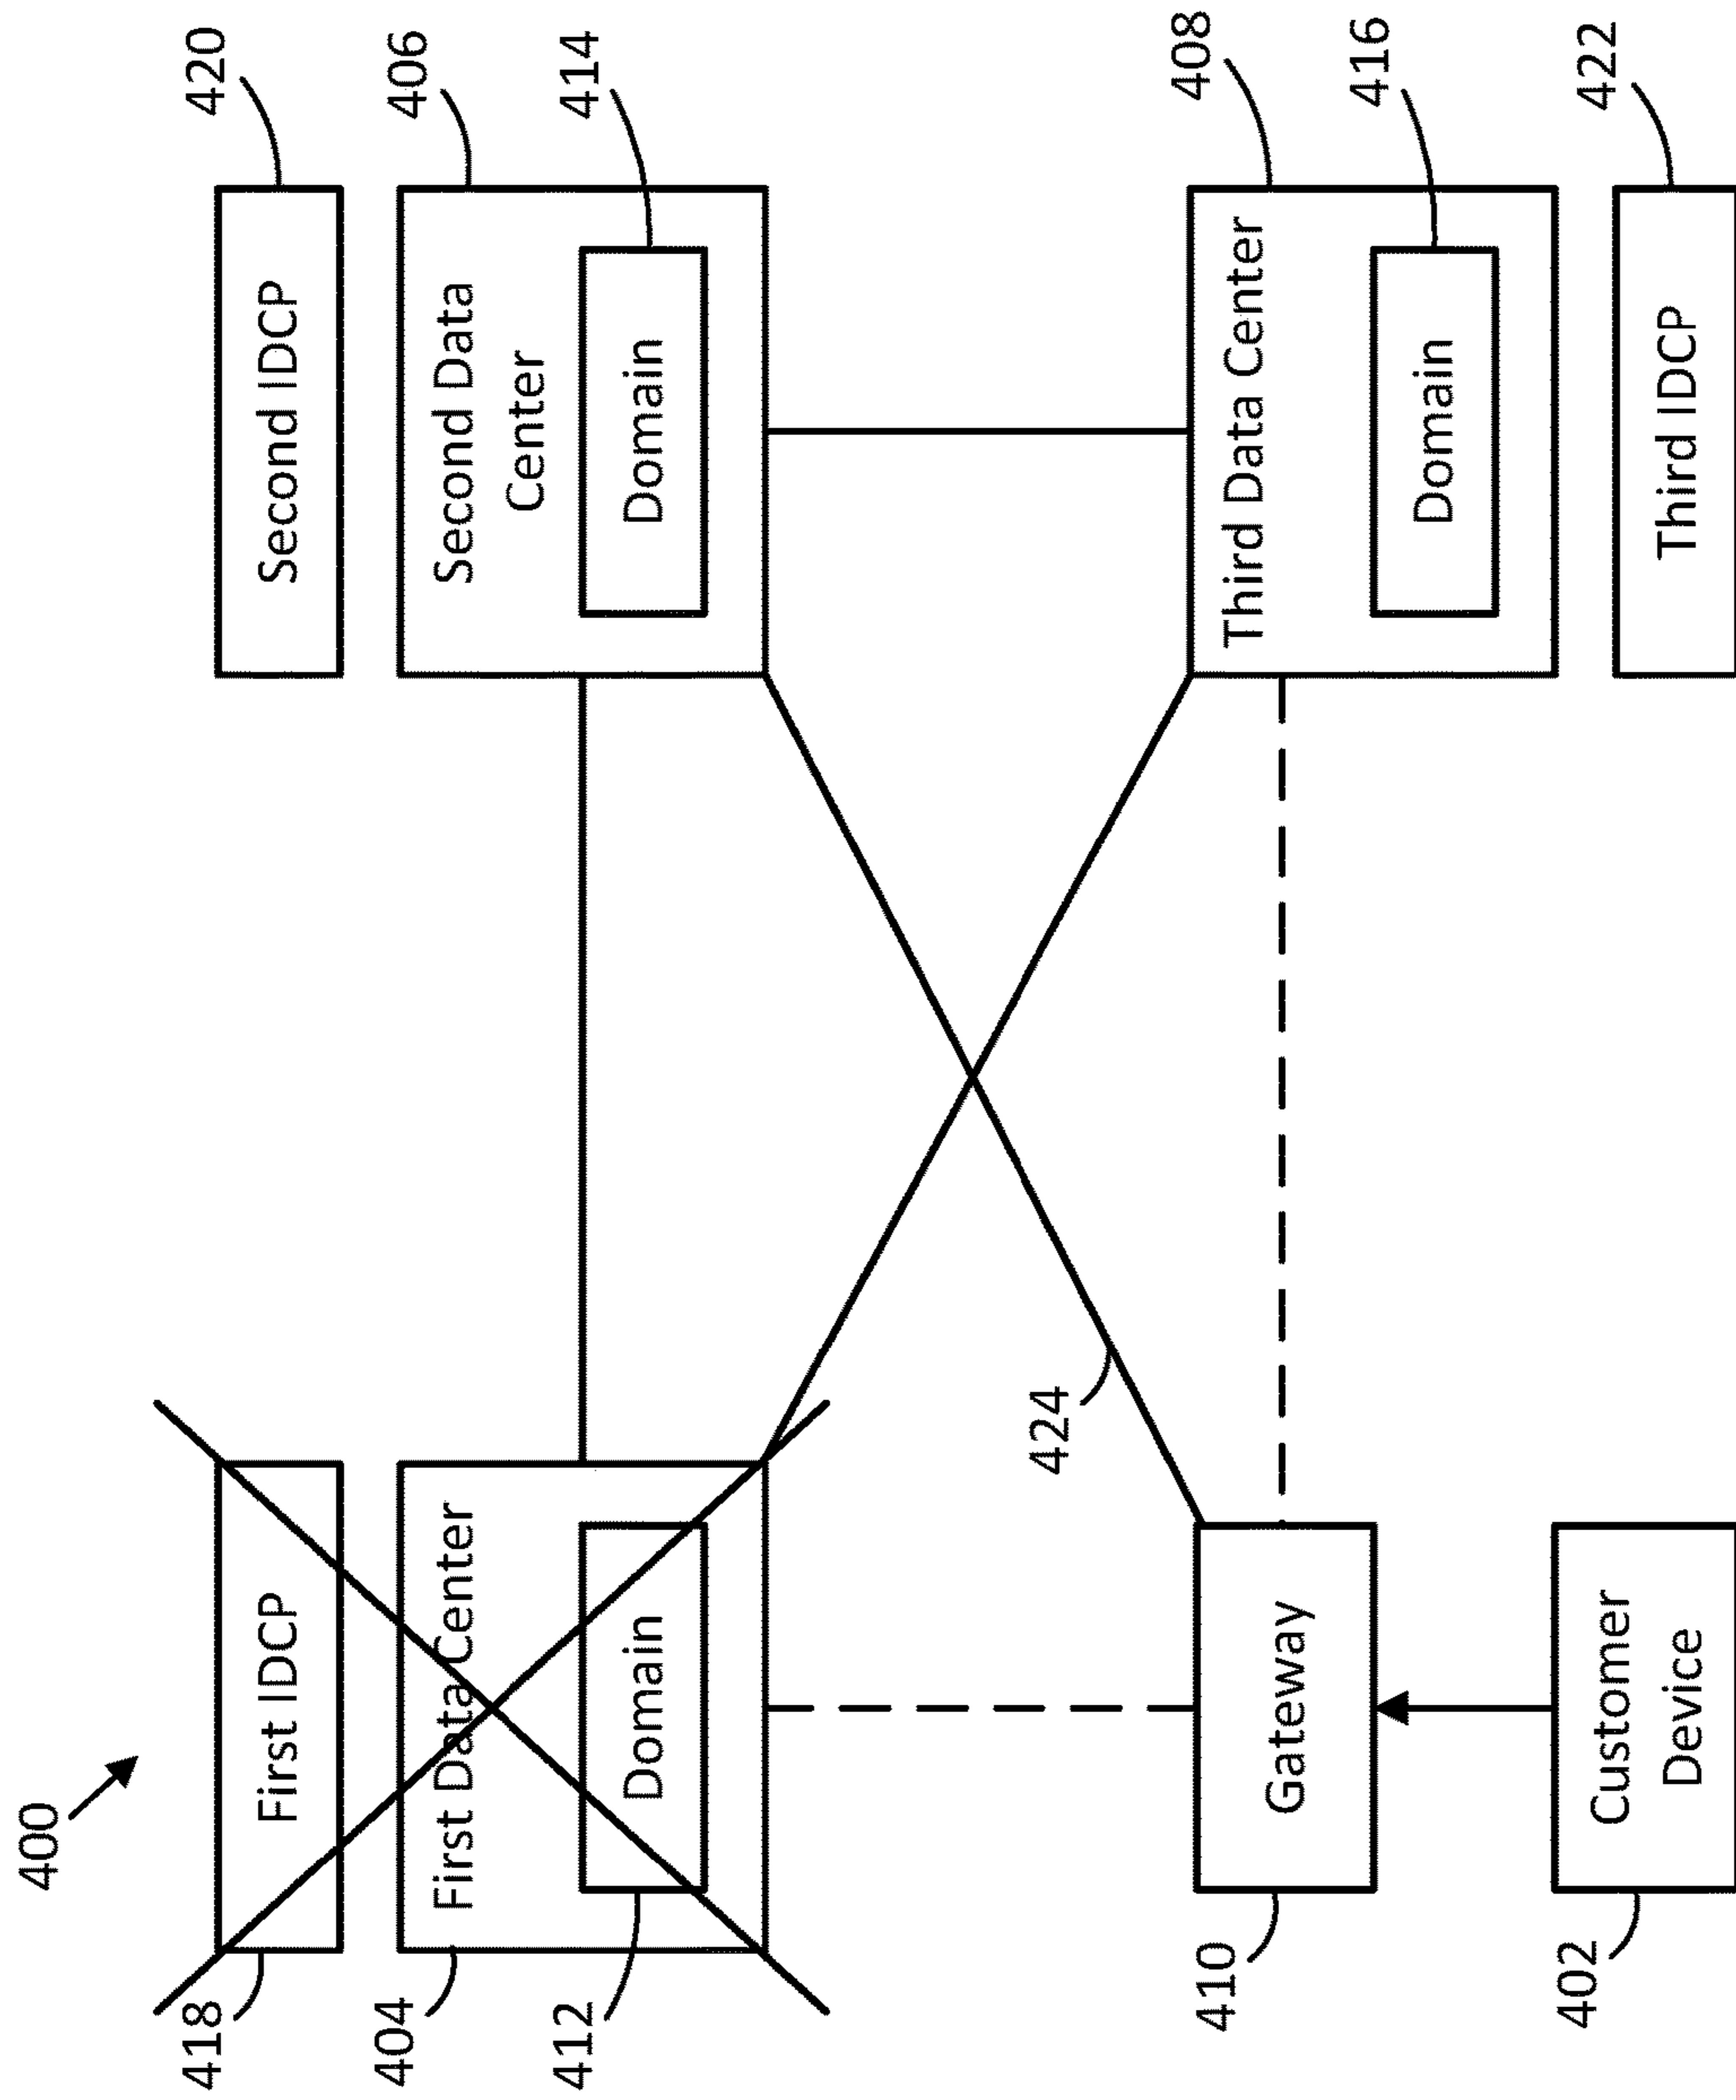 400
418
First IDCP
Second IDCP
420
404
First Data Center
Second Data
Center
406
412
Domain
Domain
414
424
410
Gateway
Third Data Center
408
Domain
416
402
Customer
Device
Third IDCP
422